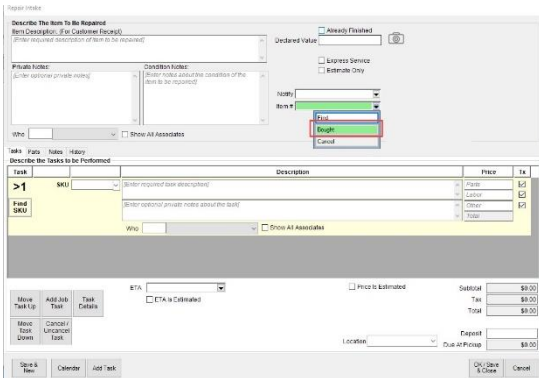 Repair Intake
Describe The Item To Be Repaired
Item Description: (For Customer Receipt)
(Enter required description of item to be repaired)
Already Finished
Declared Value
Express Service
Estimate Only
Private Notes:
Condition Notes:
(Enter optional private notes)
(Enter notes about the condition of the
item to be repaired)
Notify
Item #
Find
Bought
Cancel
Who
Show All Associates
Tasks Parts Notes History
Describe the Tasks to be Performed
Task Description Price Tx
>1 SKU (Enter required task description) Parts
Labor
Find
SKU
(Enter optional private notes about the task) Other
Total
Who Show All Associates
ETA
ETA Is Estimated
Price Is Estimated
Subtotal $0.00
Tax $0.00
Total $0.00
Move
Task Up
Add Job
Task
Task
Details
Move
Task
Down
Cancel /
Uncancel
Task
Location
Deposit
Due At Pickup $0.00
Save &
New
Calendar
Add Task
OK / Save
& Close
Cancel